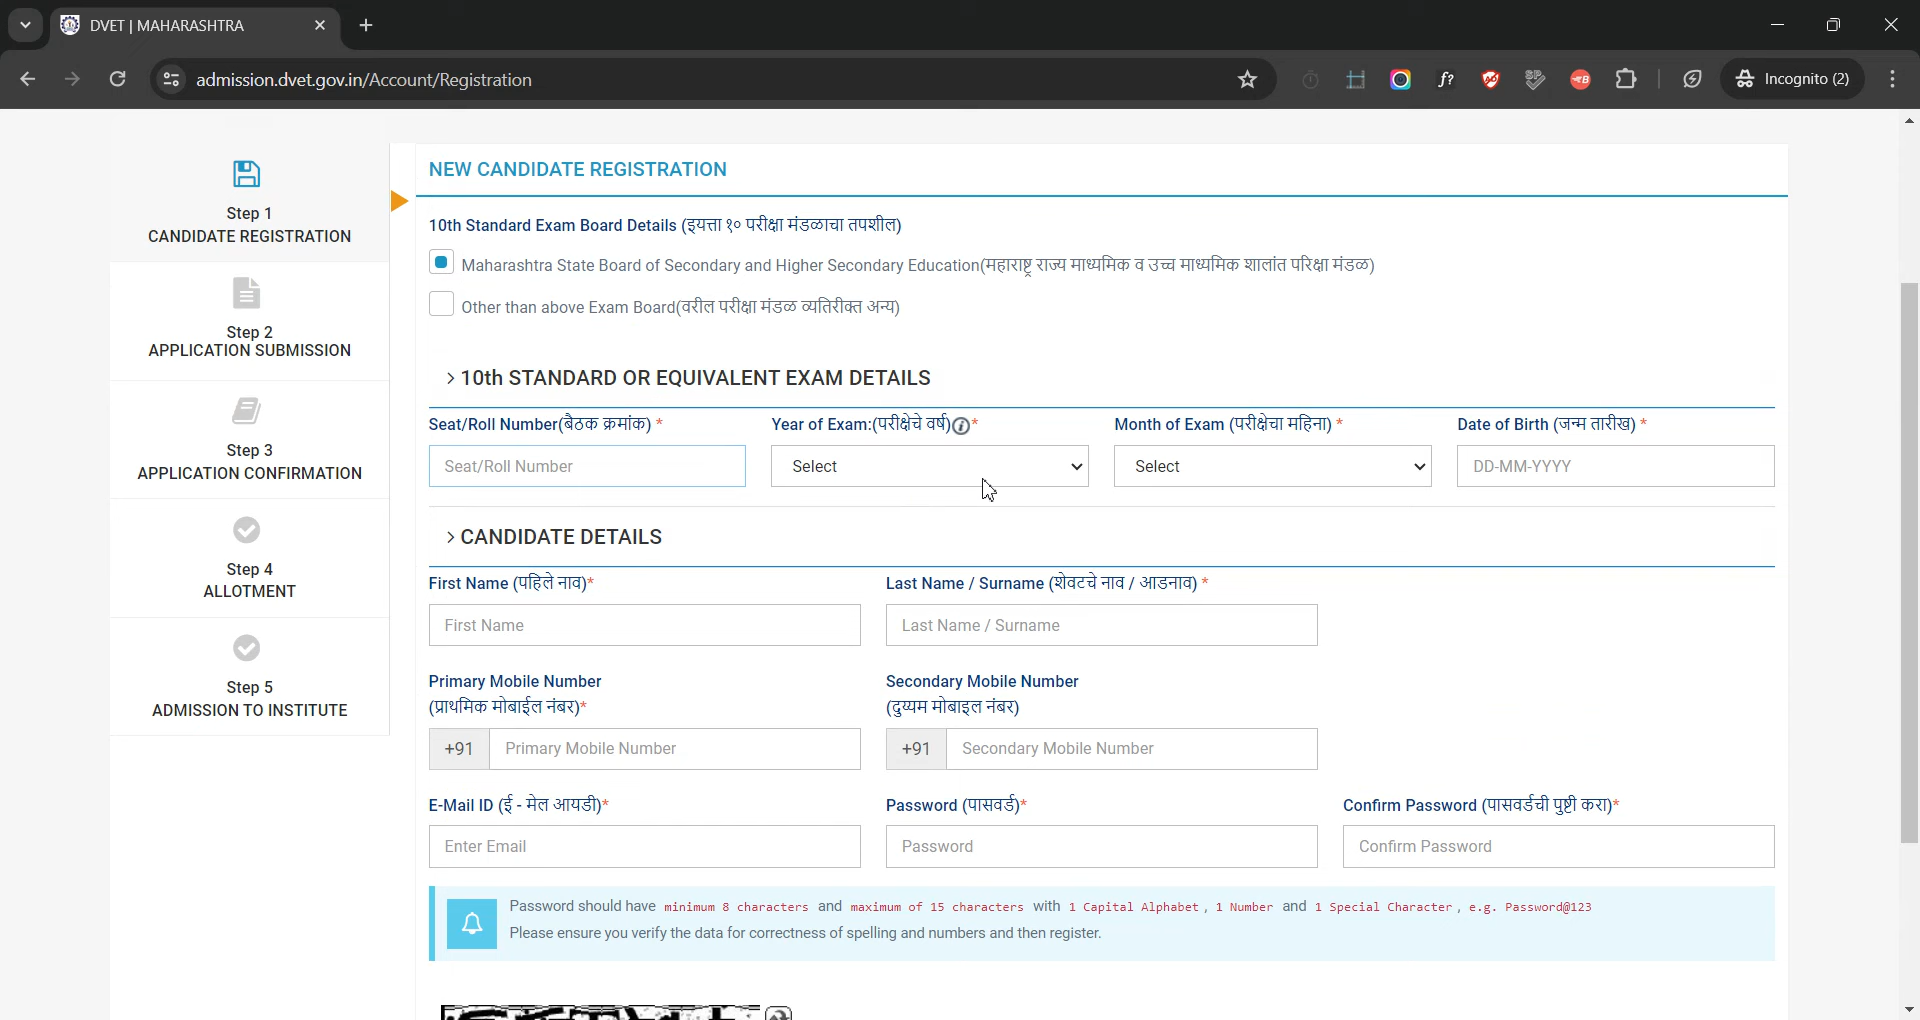 DVET | MAHARASHTRA
admission.dvet.gov.in/Account/Registration
Incognito (2)
Step 1
CANDIDATE REGISTRATION
Step 2
APPLICATION SUBMISSION
Step 3
APPLICATION CONFIRMATION
Step 4
ALLOTMENT
Step 5
ADMISSION TO INSTITUTE
NEW CANDIDATE REGISTRATION
10th Standard Exam Board Details (इयत्ता १० परीक्षा मंडळाचा तपशील)
Maharashtra State Board of Secondary and Higher Secondary Education(महाराष्ट्र राज्य माध्यमिक व उच्च माध्यमिक शालांत परिक्षा मंडळ)
Other than above Exam Board(वरील परीक्षा मंडळ व्यतिरीक्त अन्य)
> 10th STANDARD OR EQUIVALENT EXAM DETAILS
Seat/Roll Number(बैठक क्रमांक) * Year of Exam:(परीक्षेचे वर्ष) * Month of Exam (परीक्षेचा महिना) * Date of Birth (जन्म तारीख) *
Seat/Roll Number Select Select DD-MM-YYYY
> CANDIDATE DETAILS
First Name (पहिले नाव)* Last Name / Surname (शेवटचे नाव / आडनाव) *
First Name Last Name / Surname
Primary Mobile Number Secondary Mobile Number
(प्राथमिक मोबाईल नंबर)* (दुय्यम मोबाइल नंबर)
+91 Primary Mobile Number +91 Secondary Mobile Number
E-Mail ID (ई - मेल आयडी)* Password (पासवर्ड)* Confirm Password (पासवर्डची पुष्टी करा)*
Enter Email Password Confirm Password
Password should have minimum 8 characters and maximum of 15 characters with 1 Capital Alphabet, 1 Number and 1 Special Character, e.g. Password@123
Please ensure you verify the data for correctness of spelling and numbers and then register.